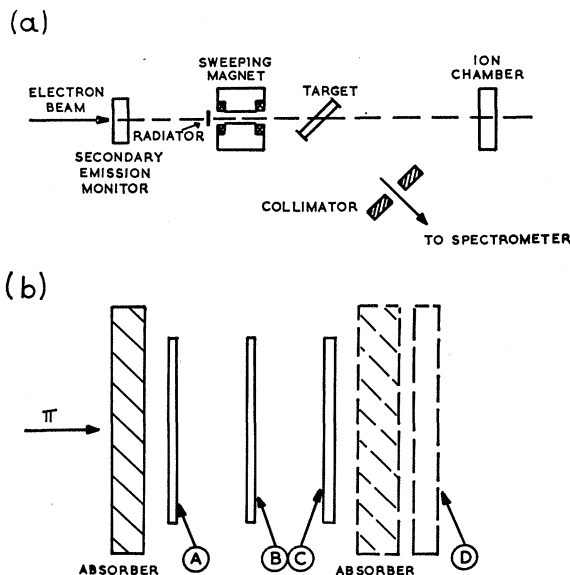 (a)
SWEEPING
MAGNET
ION
CHAMBER
TARGET
ELECTRON
BEAM
RADIATOR
SECONDARY
EMISSION
MONITOR
COLLIMATOR
TO SPECTROMETER
(b)
π
A
B
C
D
ABSORBER
ABSORBER